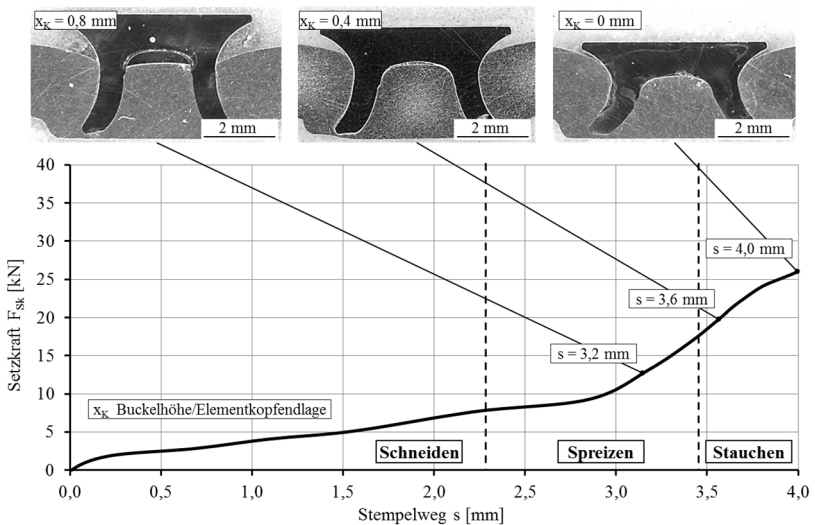 xK = 0,8 mm
xK = 0,4 mm
xK = 0 mm
2 mm
2 mm
2 mm
40
35
30
25
20
15
10
5
0
Setzkraft FSk [kN]
s = 4,0 mm
s = 3,6 mm
s = 3,2 mm
xK Buckelhöhe/Elementkopfendlage
Schneiden
Spreizen
Stauchen
0,0
0,5
1,0
1,5
2,0
2,5
3,0
3,5
4,0
Stempelweg s [mm]